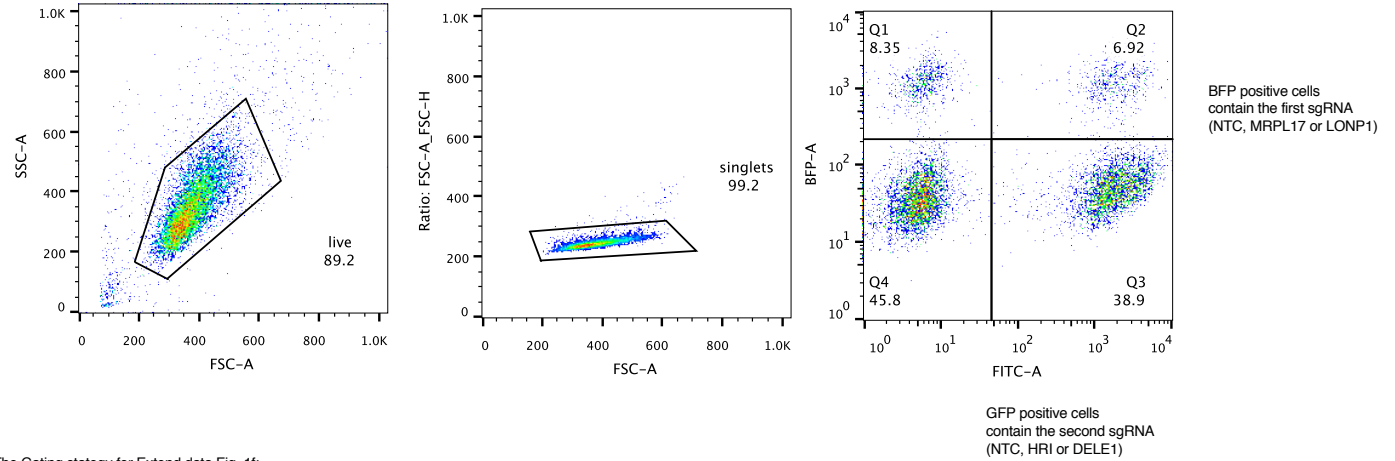 1.0K
800
600
400
200
0
SSC-A
live
89.2
0 200 400 600 800 1.0K
FSC-A
1.0K
800
600
400
200
0
Ratio: FSC-A_FSC-H
singlets
99.2
0 200 400 600 800 1.0K
FSC-A
10^4
10^3
10^2
10^1
10^0
BFP-A
Q1
8.35
Q2
6.92
Q4
45.8
Q3
38.9
10^0 10^1 10^2 10^3 10^4
FITC-A
BFP positive cells
contain the first sgRNA
(NTC, MRPL17 or LONP1)
GFP positive cells
contain the second sgRNA
(NTC, HRI or DELE1)